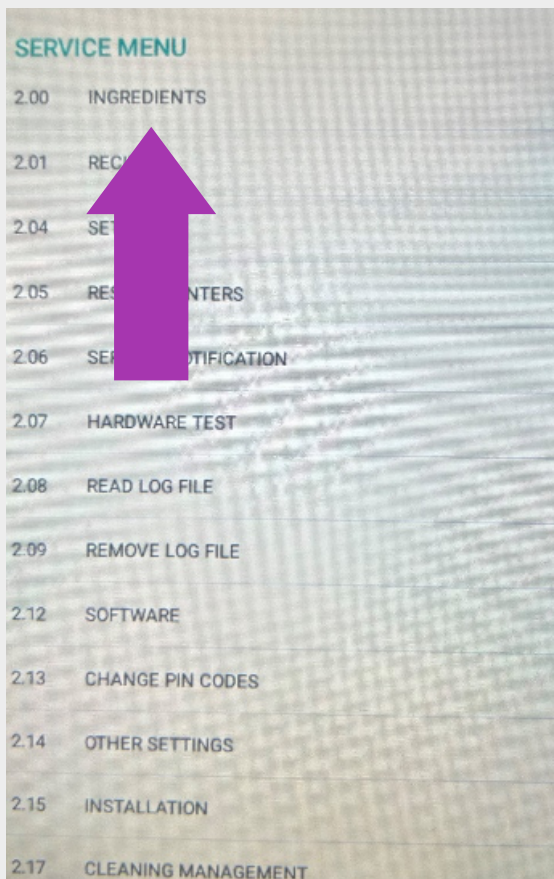 SERVICE MENU
2.00 INGREDIENTS
2.01
2.04
2.05
2.06
2.07 HARDWARE TEST
2.08 READ LOG FILE
2.09 REMOVE LOG FILE
2.12 SOFTWARE
2.13 CHANGE PIN CODES
2.14 OTHER SETTINGS
2.15 INSTALLATION
2.17 CLEANING MANAGEMENT